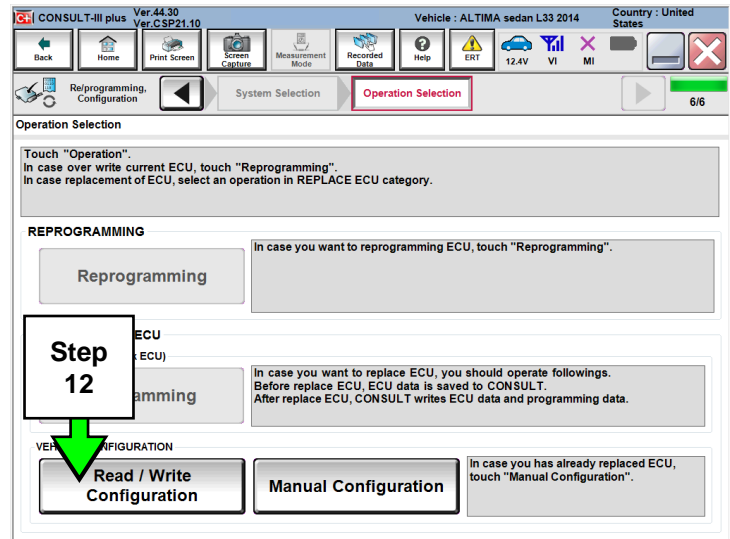 CONSULT-III plus Ver.44.30
Ver.CSP21.10
Vehicle : ALTIMA sedan L33 2014
Country : United
States
Back
Home
Print Screen
Screen
Capture
Measurement
Mode
Recorded
Data
Help
ERT
12.4V
VI
MI
Re/programming,
Configuration
System Selection
Operation Selection
6/6
Operation Selection
Touch "Operation".
In case over write current ECU, touch "Reprogramming".
In case replacement of ECU, select an operation in REPLACE ECU category.
REPROGRAMMING
Reprogramming
In case you want to reprogramming ECU, touch "Reprogramming".
Step
12
ECU
ECU)
amming
In case you want to replace ECU, you should operate followings.
Before replace ECU, ECU data is saved to CONSULT.
After replace ECU, CONSULT writes ECU data and programming data.
VEH NFIGURATION
Read / Write
Configuration
Manual Configuration
In case you has already replaced ECU,
touch "Manual Configuration".